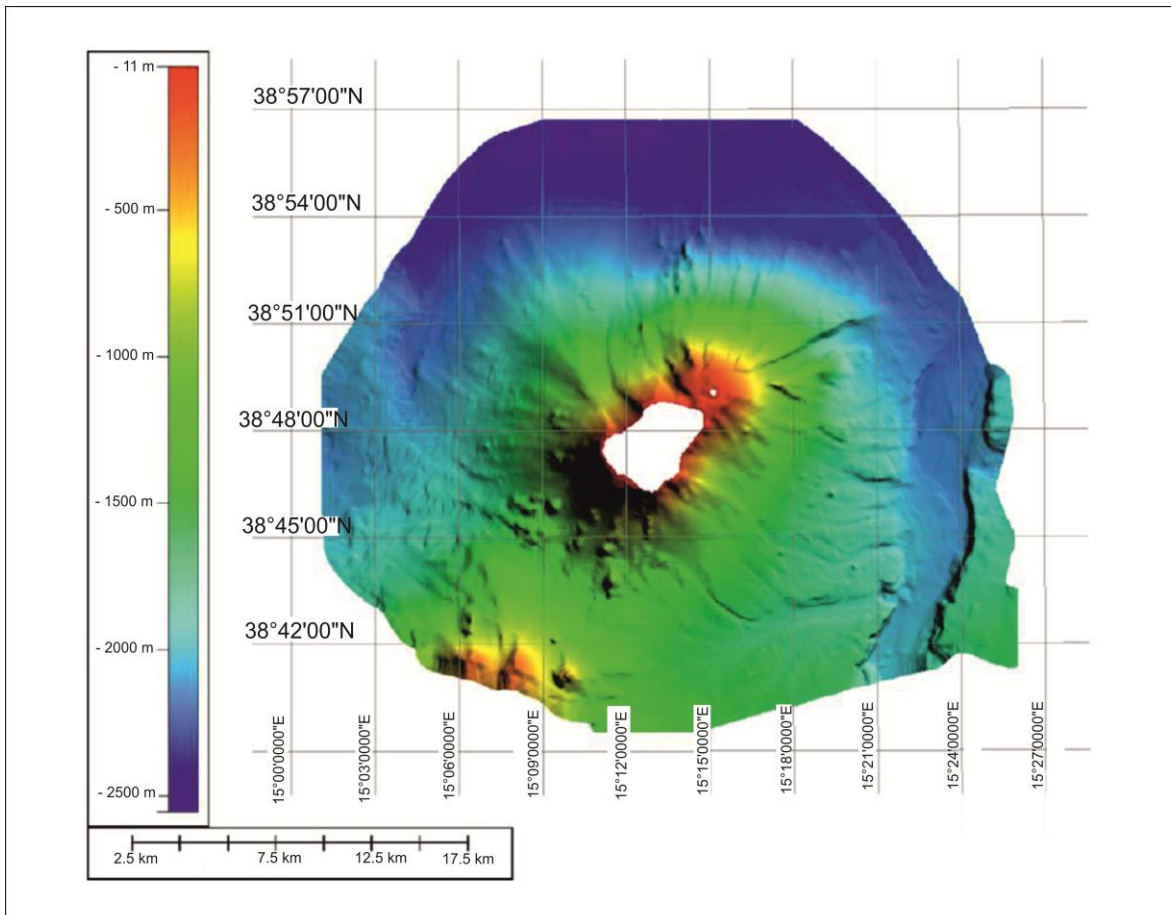 - 11 m
- 500 m
- 1000 m
- 1500 m
- 2000 m
- 2500 m
38°57'00"N
38°54'00"N
38°51'00"N
38°48'00"N
38°45'00"N
38°42'00"N
15°00'0000"E
15°03'0000"E
15°06'0000"E
15°09'0000"E
15°12'0000"E
15°15'0000"E
15°18'0000"E
15°21'0000"E
15°24'0000"E
15°27'0000"E
2.5 km 7.5 km 12.5 km 17.5 km